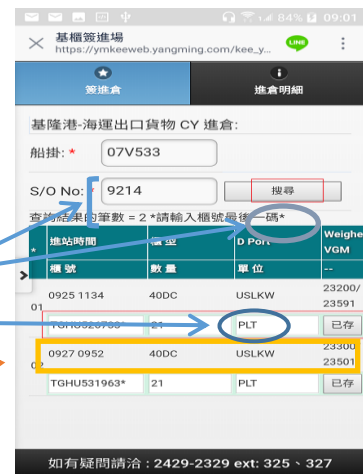 84% 09:01
基櫃簽進場
https://ymkeeweb.yangming.com/kee_y...
LINE
簽進倉 進倉明細
基隆港-海運出口貨物 CY 進倉:
船掛: * 07V533
S/O No: * 9214 搜尋
查詢結果的筆數 = 2 *請輸入櫃號最後一碼*
* 進站時間 櫃型 D Port Weighe VGM
櫃號 數量 單位 --
01 0925 1134 40DC USLKW 23200/ 23591
21 PLT 已存
02 0927 0952 40DC USLKW 23300 23501
TGHU531963* 21 PLT 已存
如有疑問請洽 : 2429-2329 ext: 325、327